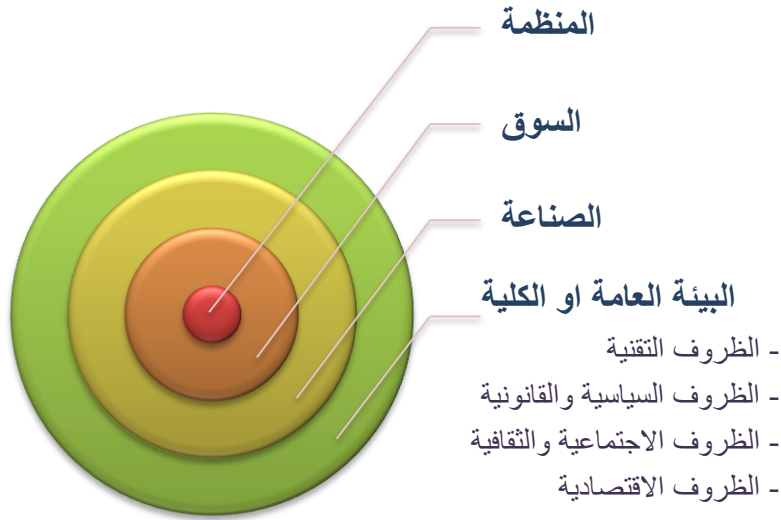 المنظمة
السوق
الصناعة
البيئة العامة او الكلية
- الظروف التقنية
- الظروف السياسية والقانونية
- الظروف الاجتماعية والثقافية
- الظروف الاقتصادية